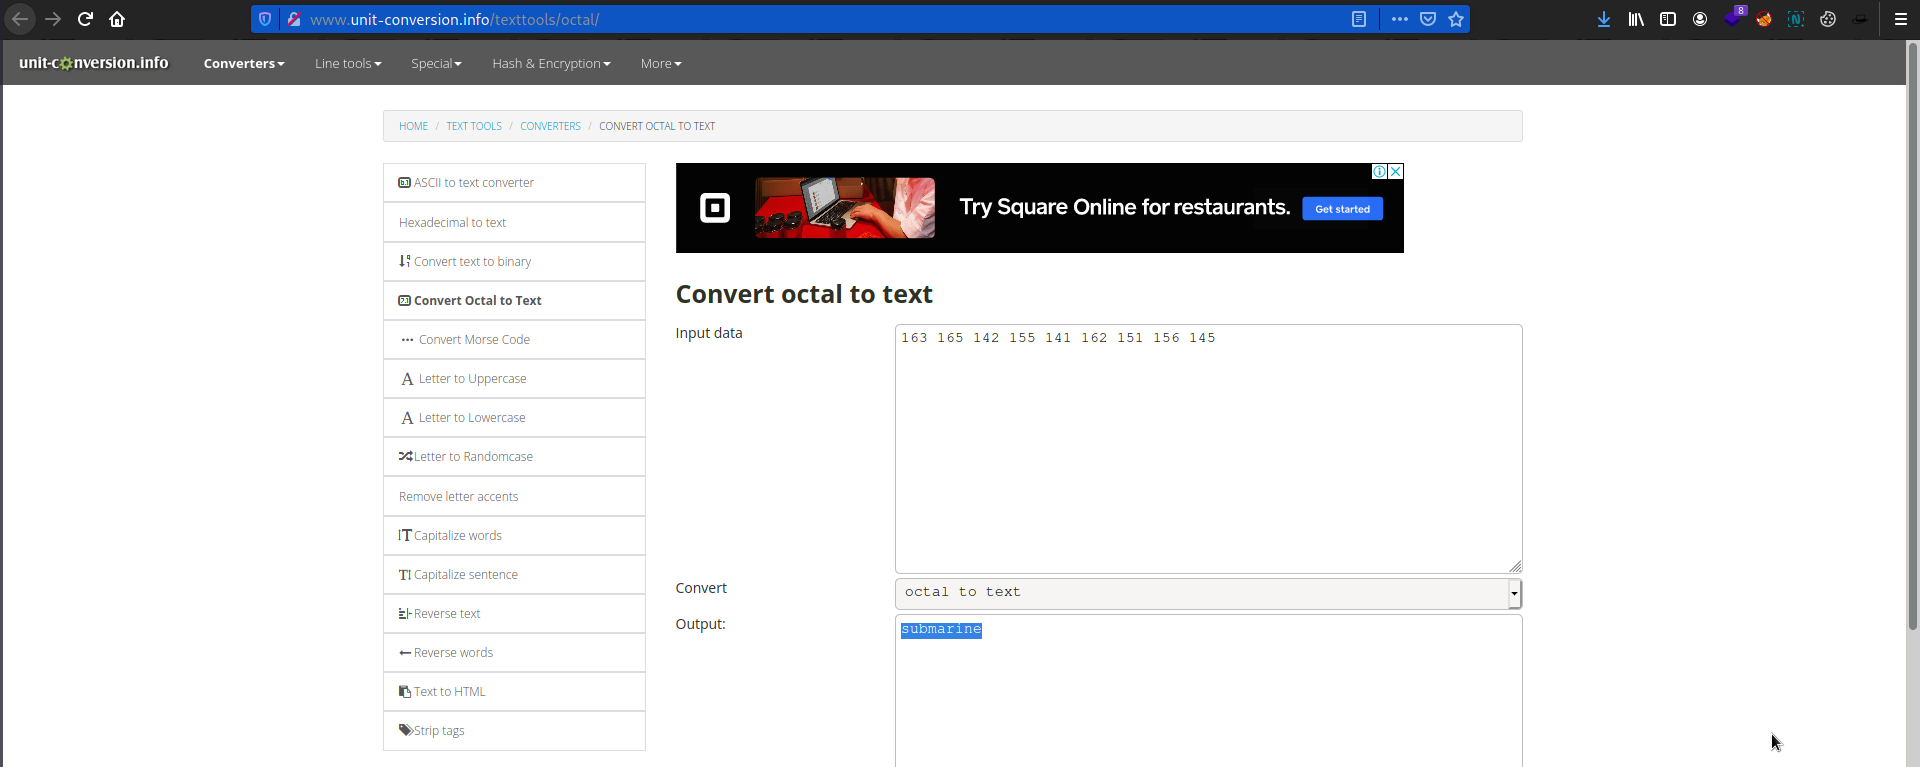 www.unit-conversion.info/texttools/octal/
8
unit-conversion.info
Converters
Line tools
Special
Hash & Encryption
More
HOME / TEXT TOOLS / CONVERTERS / CONVERT OCTAL TO TEXT
ASCII to text converter
Hexadecimal to text
Convert text to binary
Convert Octal to Text
Convert Morse Code
Letter to Uppercase
Letter to Lowercase
Letter to Randomcase
Remove letter accents
Capitalize words
Capitalize sentence
Reverse text
Reverse words
Text to HTML
Strip tags
Try Square Online for restaurants.
Get started
Convert octal to text
Input data
163 165 142 155 141 162 151 156 145
Convert
octal to text
Output:
submarine